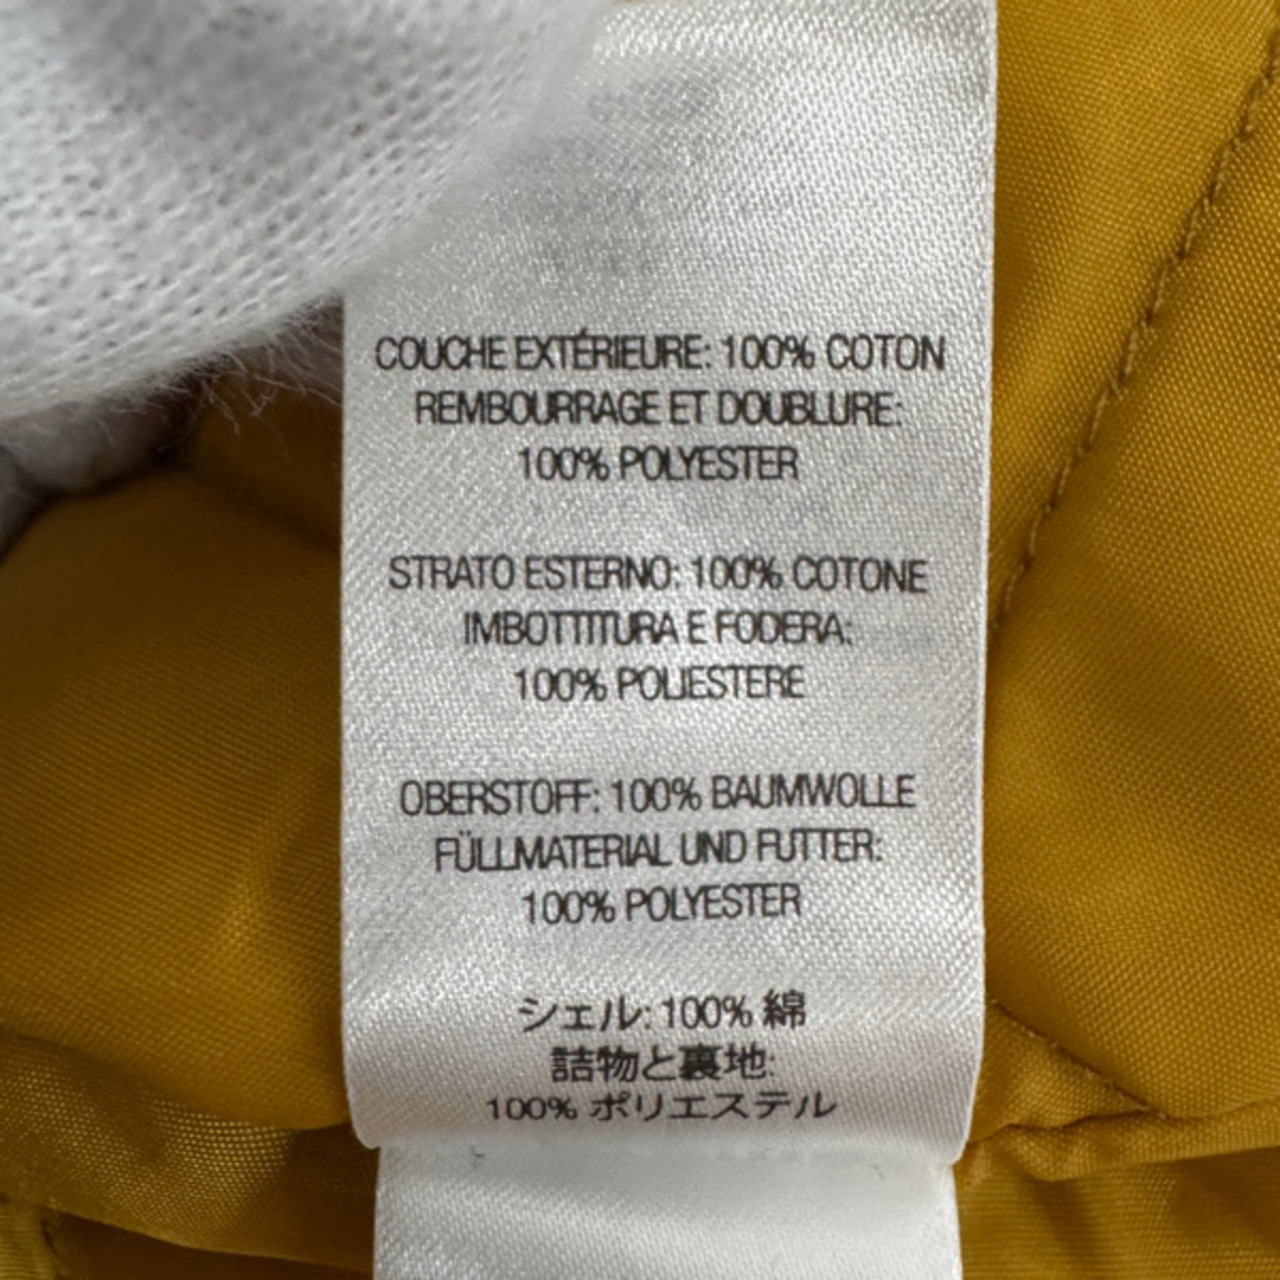 COUCHE EXTÉRIEURE: 100% COTON
REMBOURRAGE ET DOUBLURE:
100% POLYESTER
STRATO ESTERNO: 100% COTONE
IMBOTTITURA E FODERA:
100% POLIESTERE
OBERSTOFF: 100% BAUMWOLLE
FÜLLMATERIAL UND FUTTER:
100% POLYESTER
シェル: 100% 綿
詰物と裏地:
100% ポリエステル